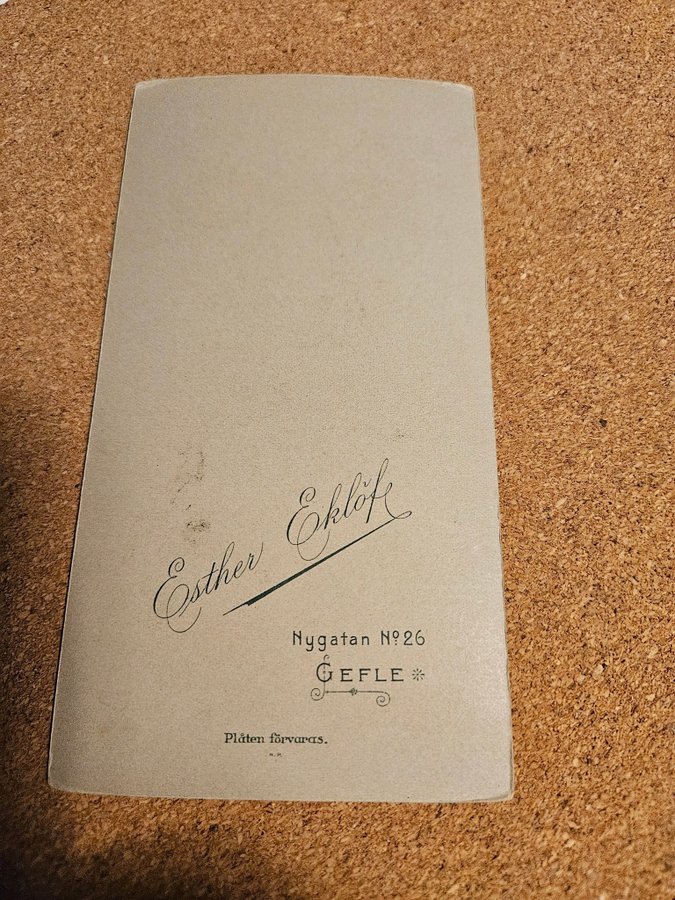 Esther Eklöf
Nygatan No 26
GEFLE
Plåten förvaras.